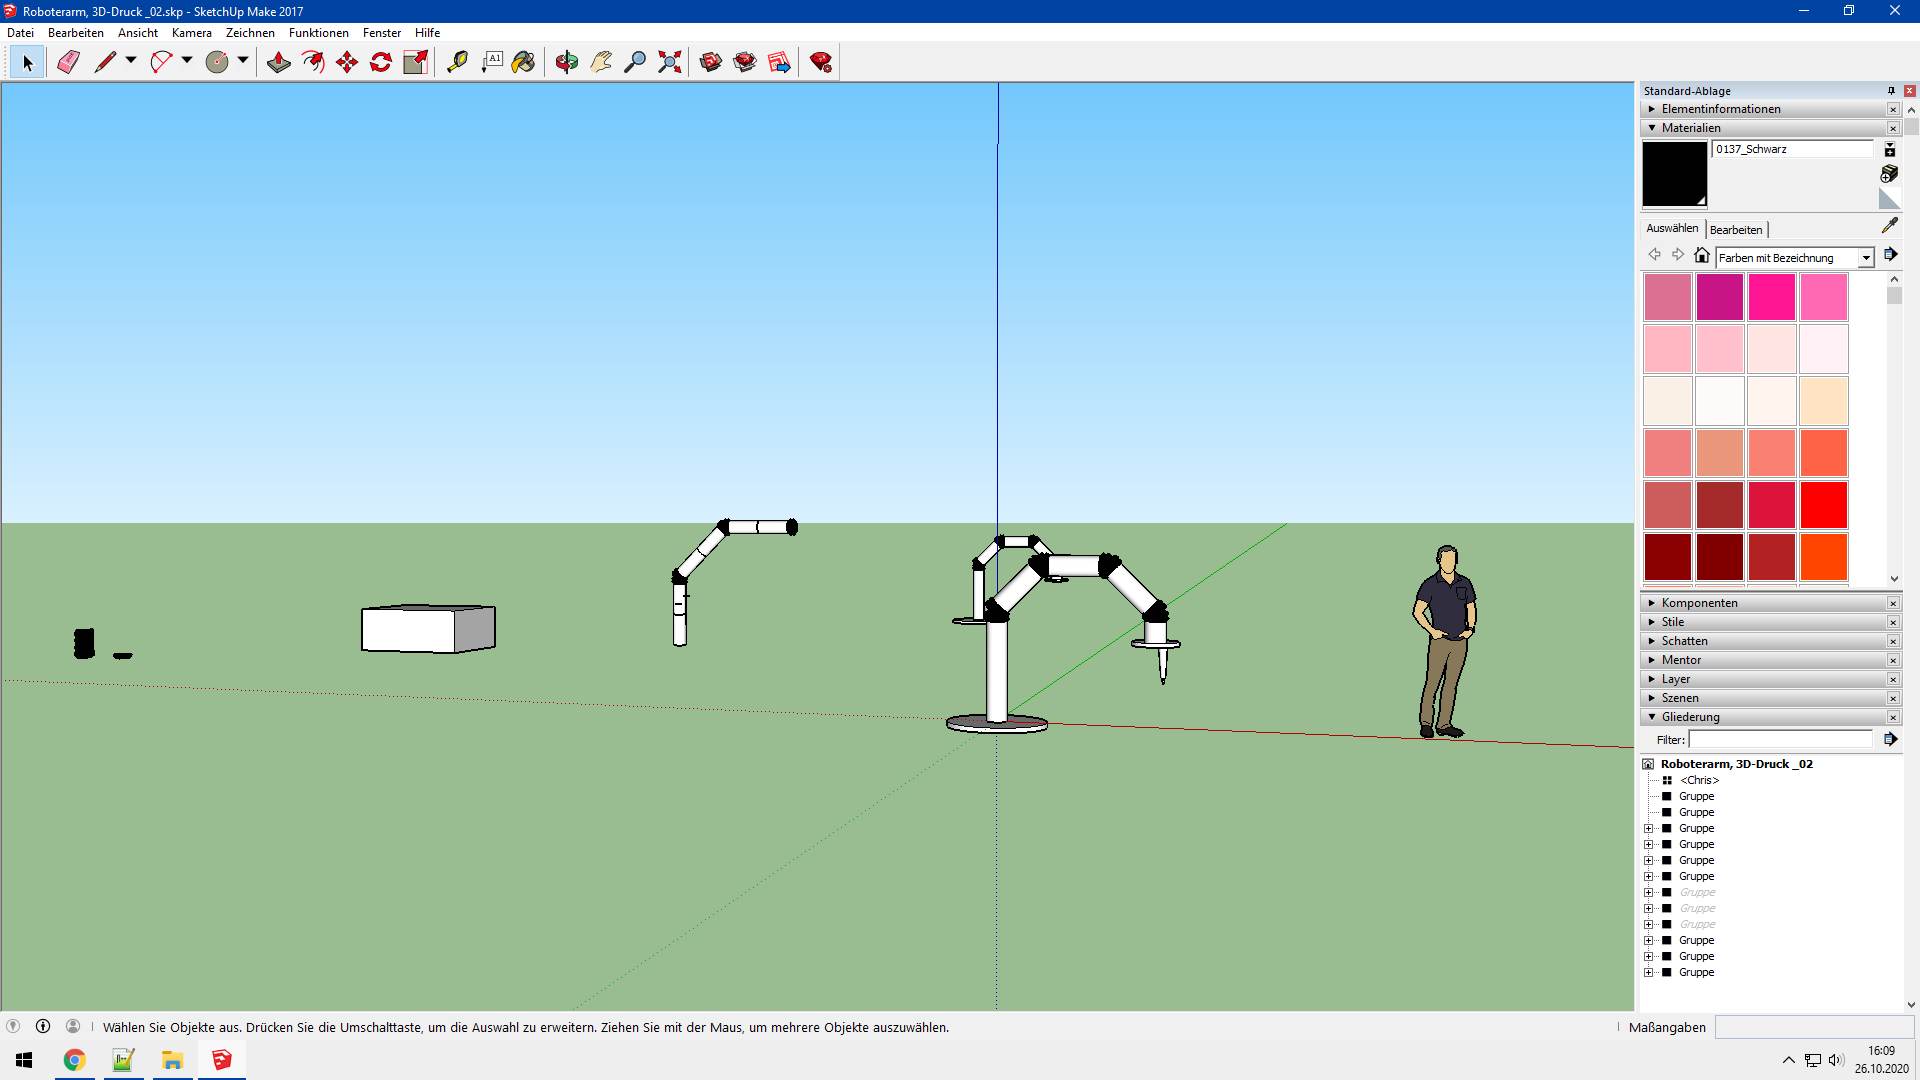 Roboterarm, 3D-Druck _02.skp - SketchUp Make 2017
Datei Bearbeiten Ansicht Kamera Zeichnen Funktionen Fenster Hilfe
A1
Standard-Ablage
Elementinformationen
Materialien
0137_Schwarz
Auswählen Bearbeiten
Farben mit Bezeichnung
Komponenten
Stile
Schatten
Mentor
Layer
Szenen
Gliederung
Filter:
Roboterarm, 3D-Druck _02
<Chris>
Gruppe
Gruppe
Gruppe
Gruppe
Gruppe
Gruppe
Gruppe
Gruppe
Gruppe
Gruppe
Gruppe
Gruppe
Wählen Sie Objekte aus. Drücken Sie die Umschalttaste, um die Auswahl zu erweitern. Ziehen Sie mit der Maus, um mehrere Objekte auszuwählen.
Maßangaben
16:09
26.10.2020